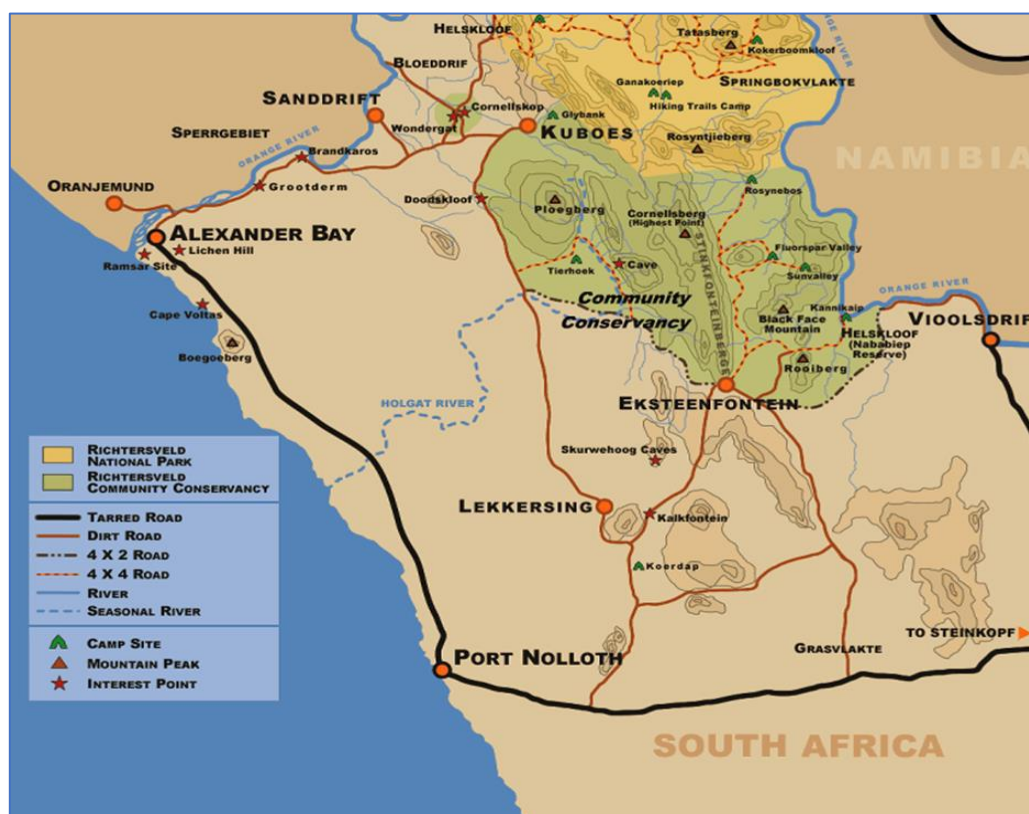 HELSKLOOF
TATASBERG
Kokerboomkloof
ORANGE RIVER
BLOEDDRIF
SPRINGBOKVLAKTE
Ganakoeriep
Hiking Trails Camp
SANDDRIFT
Cornellskop
Wondergat
Glybank
KUBOES
SPERRGEBIET
Rosyntjieberg
ORANGE RIVER
Brandkaros
NAMIBIA
ORANJEMUND
Grootderm
Rosynebos
Doodskloof
Ploegberg
Cornellsberg
(Highest Point)
ALEXANDER BAY
Lichen Hill
Ramsar Site
STINKFONTEINBERGE
Fluorspar Valley
Sunvalley
Tierhoek
Cave
Cape Voltas
Community
Conservancy
ORANGE RIVER
Kannikaip
VIOOLSDRIF
Black Face
Mountain
HELSKLOOF
(NABABIEP
RESERVE)
Boegoeberg
Rooiberg
HOLGAT RIVER
EKSTEENFONTEIN
RICHTERSVELD
NATIONAL PARK
RICHTERSVELD
COMMUNITY CONSERVANCY
Skurwehoog Caves
LEKKERSING
Kalkfontein
TARRED ROAD
DIRT ROAD
4 X 2 ROAD
4 X 4 ROAD
RIVER
SEASONAL RIVER
Koerdap
CAMP SITE
MOUNTAIN PEAK
INTEREST POINT
PORT NOLLOTH
GRASVLAKTE
TO STEINKOPF
SOUTH AFRICA